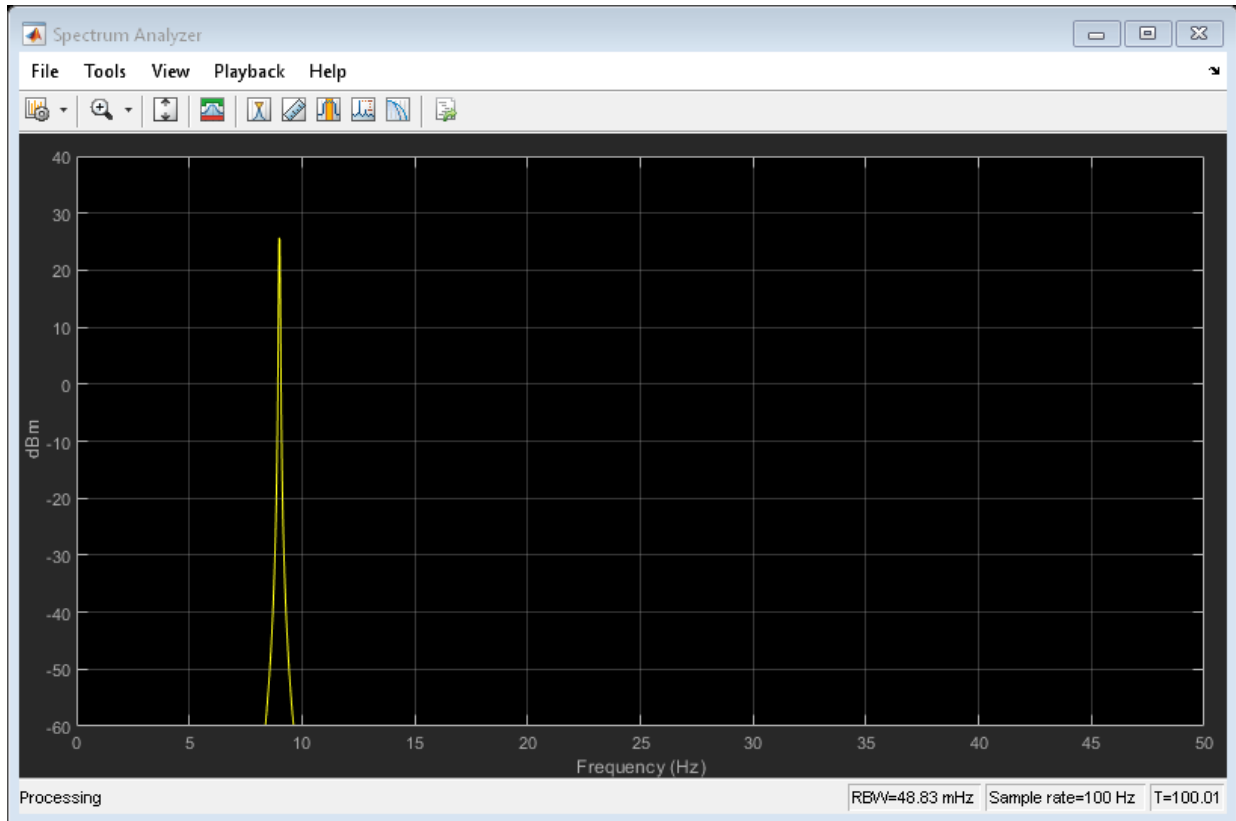 Spectrum Analyzer
File Tools View Playback Help
40
30
20
10
0
-10
-20
-30
-40
-50
-60
dBm
0 5 10 15 20 25 30 35 40 45 50
Frequency (Hz)
Processing RBW=48.83 mHz Sample rate=100 Hz T=100.01